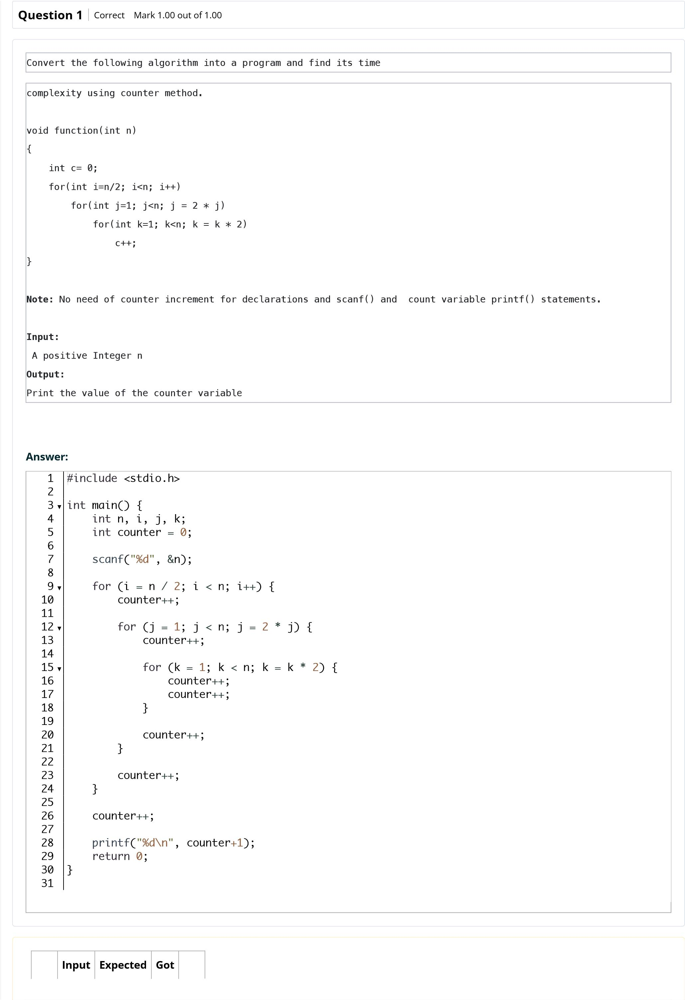 Question 1 Correct Mark 1.00 out of 1.00
Convert the following algorithm into a program and find its time
complexity using counter method.
void function(int n)
{
    int c= 0;
    for(int i=n/2; i<n; i++)
        for(int j=1; j<n; j = 2 * j)
            for(int k=1; k<n; k = k * 2)
                c++;
}
Note: No need of counter increment for declarations and scanf() and  count variable printf() statements.
Input:
 A positive Integer n
Output:
Print the value of the counter variable
Answer:
1 #include <stdio.h>
2
3 int main() {
4     int n, i, j, k;
5     int counter = 0;
6
7     scanf("%d", &n);
8
9     for (i = n / 2; i < n; i++) {
10         counter++;
11
12         for (j = 1; j < n; j = 2 * j) {
13             counter++;
14
15             for (k = 1; k < n; k = k * 2) {
16                 counter++;
17                 counter++;
18             }
19
20             counter++;
21         }
22
23         counter++;
24     }
25
26     counter++;
27
28     printf("%d\n", counter+1);
29     return 0;
30 }
31
Input Expected Got